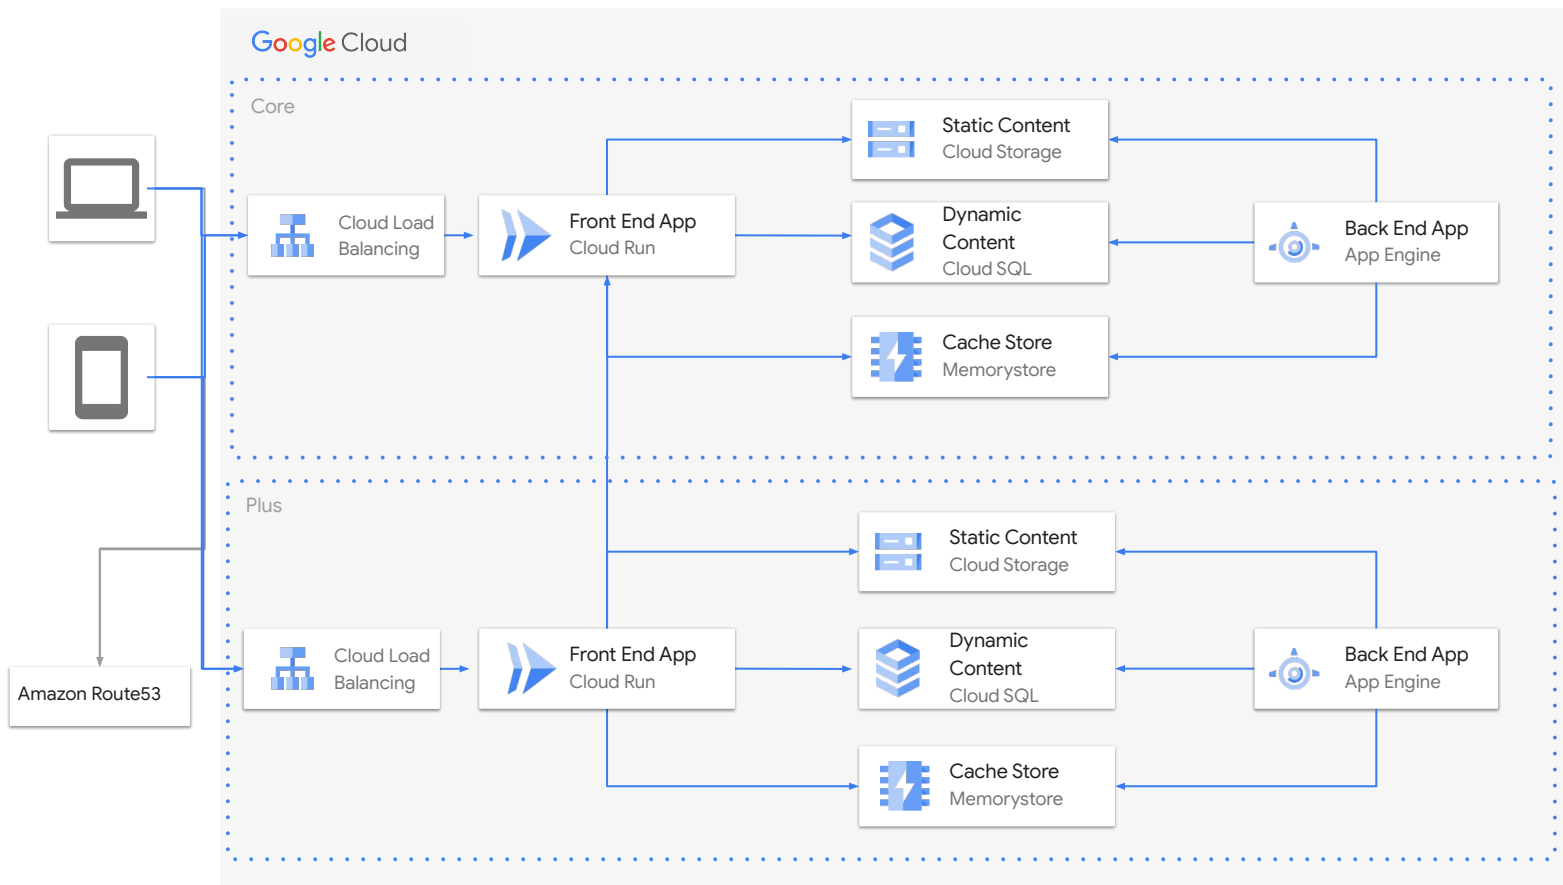 Google Cloud
Core
Static Content
Cloud Storage
Cloud Load
Balancing
Front End App
Cloud Run
Dynamic
Content
Cloud SQL
Back End App
App Engine
Cache Store
Memorystore
Plus
Static Content
Cloud Storage
Amazon Route53
Cloud Load
Balancing
Front End App
Cloud Run
Dynamic
Content
Cloud SQL
Back End App
App Engine
Cache Store
Memorystore